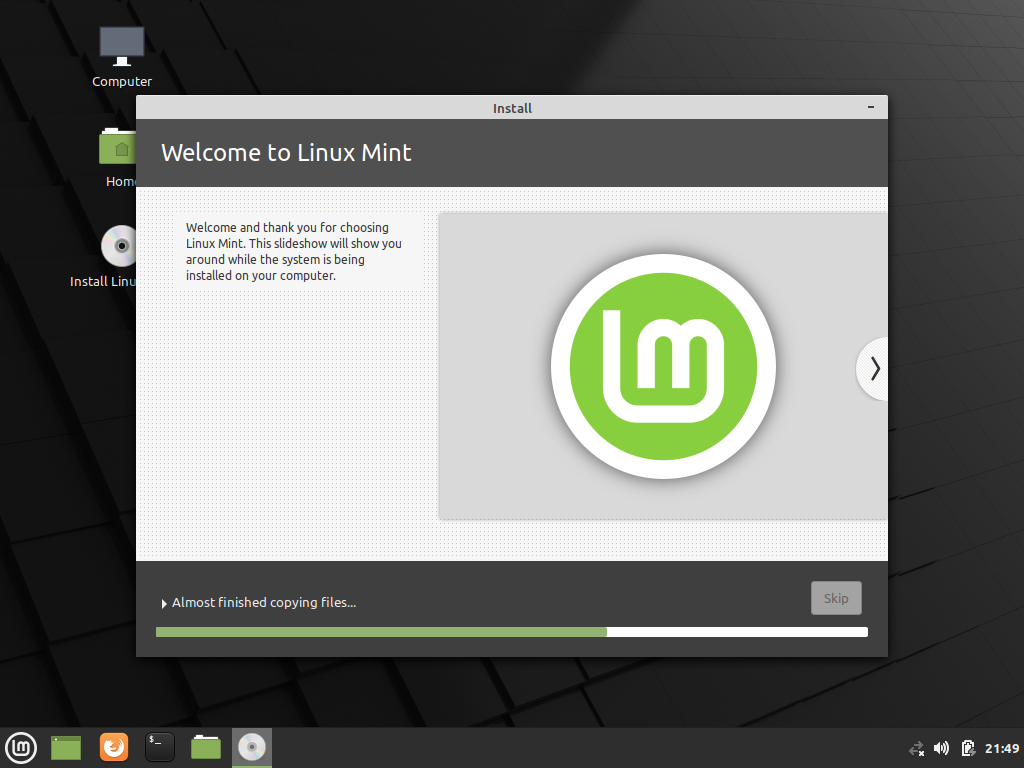 Computer
Install
Welcome to Linux Mint
Home
Welcome and thank you for choosing
Linux Mint. This slideshow will show you
around while the system is being
installed on your computer.
Install Linu
Almost finished copying files...
Skip
$_
21:49